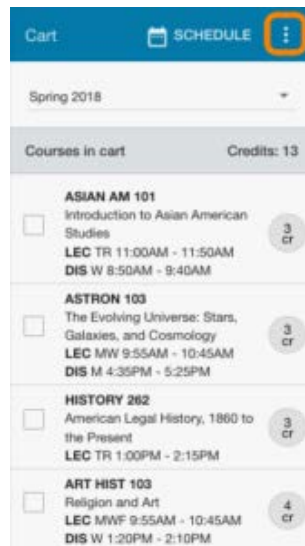 Cart
SCHEDULE
Spring 2018
Courses in cart
Credits: 13
ASIAN AM 101
Introduction to Asian American
Studies
LEC TR 11:00AM - 11:50AM
DIS W 8:50AM - 9:40AM
3
cr
ASTRON 103
The Evolving Universe: Stars,
Galaxies, and Cosmology
LEC MW 9:55AM - 10:45AM
DIS M 4:35PM - 5:25PM
3
cr
HISTORY 262
American Legal History, 1860 to
the Present
LEC TR 1:00PM - 2:15PM
3
cr
ART HIST 103
Religion and Art
LEC MWF 9:55AM - 10:45AM
DIS W 1:20PM - 2:10PM
4
cr